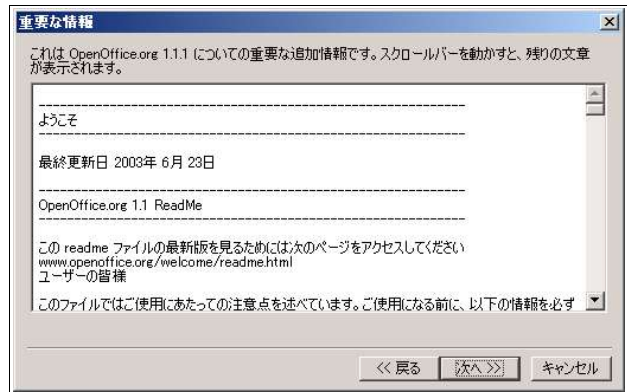 重要な情報
これは OpenOffice.org 1.1.1 についての重要な追加情報です。スクロールバーを動かすと、残りの文章
が表示されます。
------------------------------------------------------------
ようこそ
------------------------------------------------------------
最終更新日 2003年 6月 23日
------------------------------------------------------------
OpenOffice.org 1.1 ReadMe
------------------------------------------------------------
この readme ファイルの最新版を見るためには次のページをアクセスしてください
www.openoffice.org/welcome/readme.html
ユーザーの皆様
このファイルではご使用にあたっての注意点を述べています。ご使用になる前に、以下の情報を必ず
<< 戻る
次へ >>
キャンセル